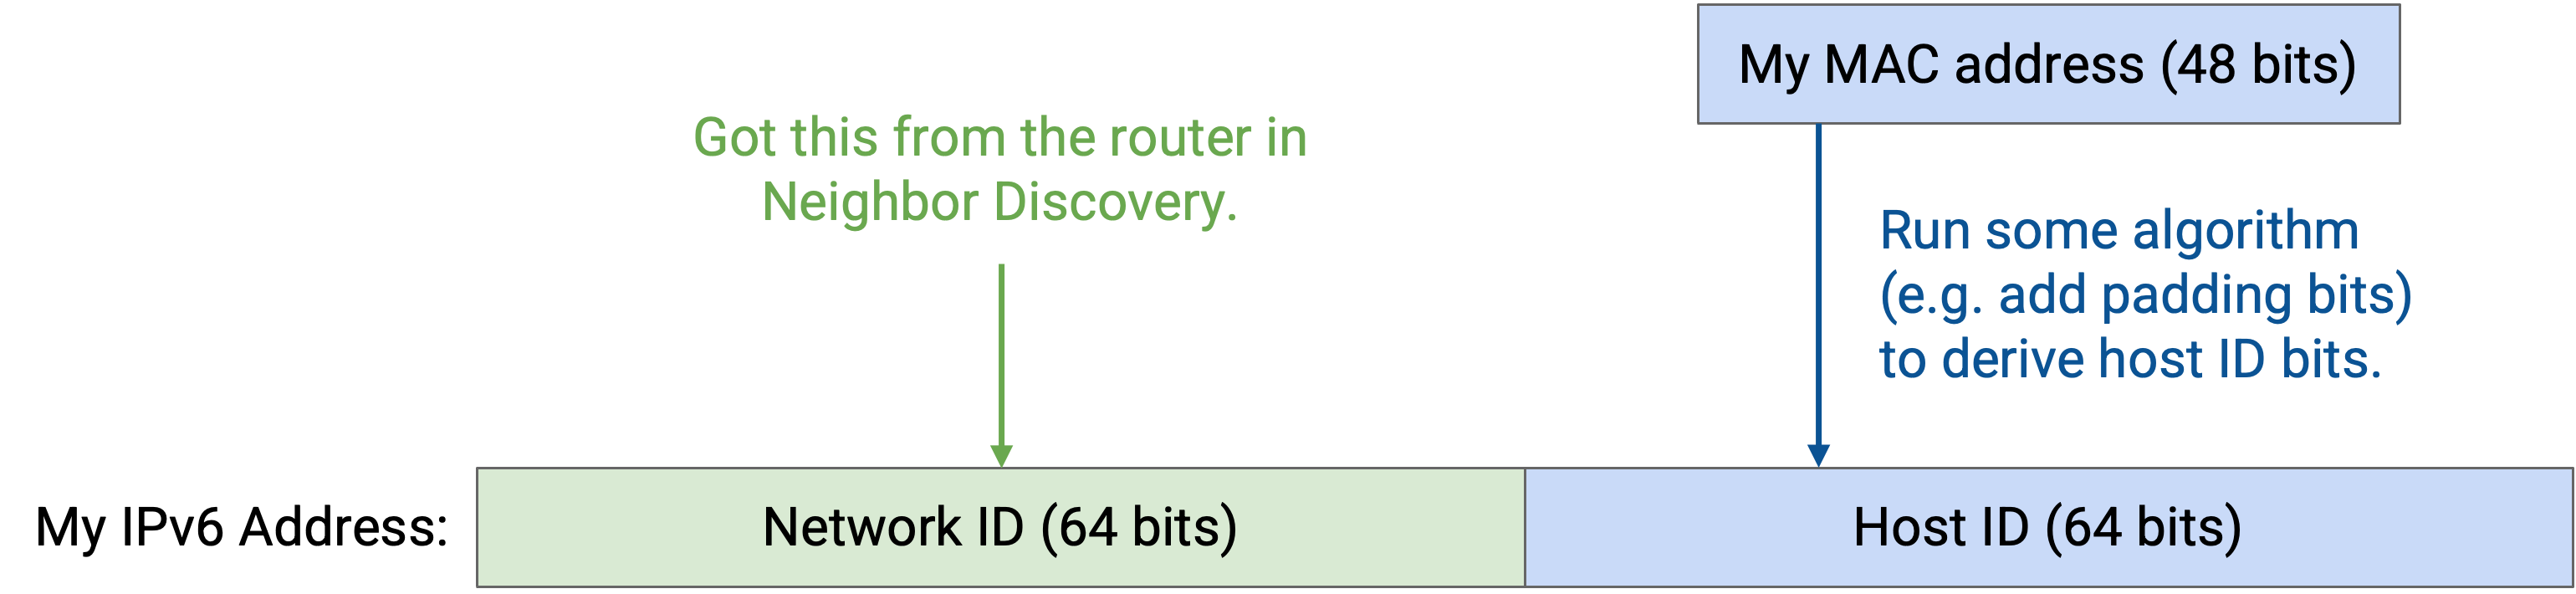 My MAC address (48 bits)
Got this from the router in
Neighbor Discovery.
Run some algorithm
(e.g. add padding bits)
to derive host ID bits.
My IPv6 Address:
Network ID (64 bits)
Host ID (64 bits)